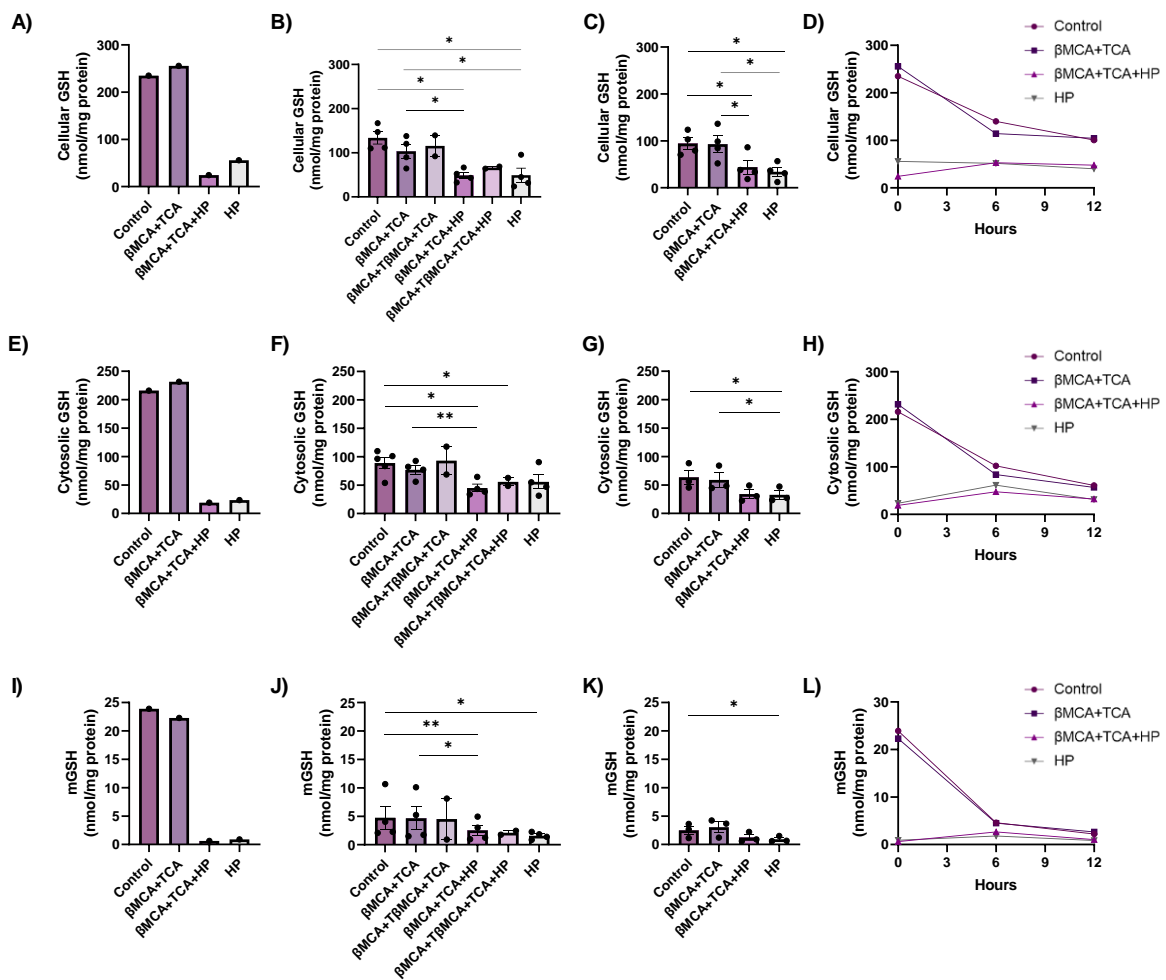 A)
Cellular GSH
(nmol/mg protein)
300
200
100
0
Control
βMCA+TCA
βMCA+TCA+HP
HP
B)
Cellular GSH
(nmol/mg protein)
300
200
100
0
*
*
*
*
Control
βMCA+TCA
βMCA+TβMCA+TCA
βMCA+TCA+HP
βMCA+TβMCA+TCA+HP
HP
C)
Cellular GSH
(nmol/mg protein)
300
200
100
0
*
*
*
*
Control
βMCA+TCA
βMCA+TCA+HP
HP
D)
Cellular GSH
(nmol/mg protein)
300
200
100
0
0
3
6
9
12
Hours
Control
βMCA+TCA
βMCA+TCA+HP
HP
E)
Cytosolic GSH
(nmol/mg protein)
250
200
150
100
50
0
Control
βMCA+TCA
βMCA+TCA+HP
HP
F)
Cytosolic GSH
(nmol/mg protein)
250
200
150
100
50
0
*
*
**
Control
βMCA+TCA
βMCA+TβMCA+TCA
βMCA+TCA+HP
βMCA+TβMCA+TCA+HP
HP
G)
Cytosolic GSH
(nmol/mg protein)
250
200
150
100
50
0
*
*
Control
βMCA+TCA
βMCA+TCA+HP
HP
H)
Cytosolic GSH
(nmol/mg protein)
300
200
100
0
0
3
6
9
12
Hours
Control
βMCA+TCA
βMCA+TCA+HP
HP
I)
mGSH
(nmol/mg protein)
25
20
15
10
5
0
Control
βMCA+TCA
βMCA+TCA+HP
HP
J)
mGSH
(nmol/mg protein)
25
20
15
10
5
0
*
**
*
Control
βMCA+TCA
βMCA+TβMCA+TCA
βMCA+TCA+HP
βMCA+TβMCA+TCA+HP
HP
K)
mGSH
(nmol/mg protein)
25
20
15
10
5
0
*
Control
βMCA+TCA
βMCA+TCA+HP
HP
L)
mGSH
(nmol/mg protein)
30
20
10
0
0
3
6
9
12
Hours
Control
βMCA+TCA
βMCA+TCA+HP
HP